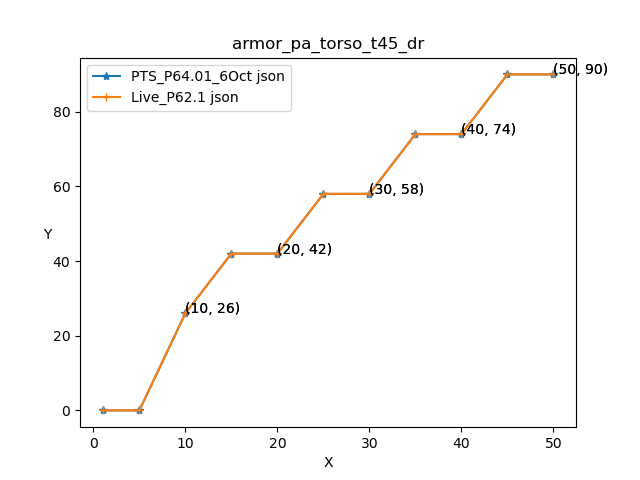 armor_pa_torso_t45_dr
PTS_P64.01_6Oct json
Live_P62.1 json
(50, 90)
(40, 74)
(30, 58)
(20, 42)
(10, 26)
80
60
40
20
0
Y
0 10 20 30 40 50
X